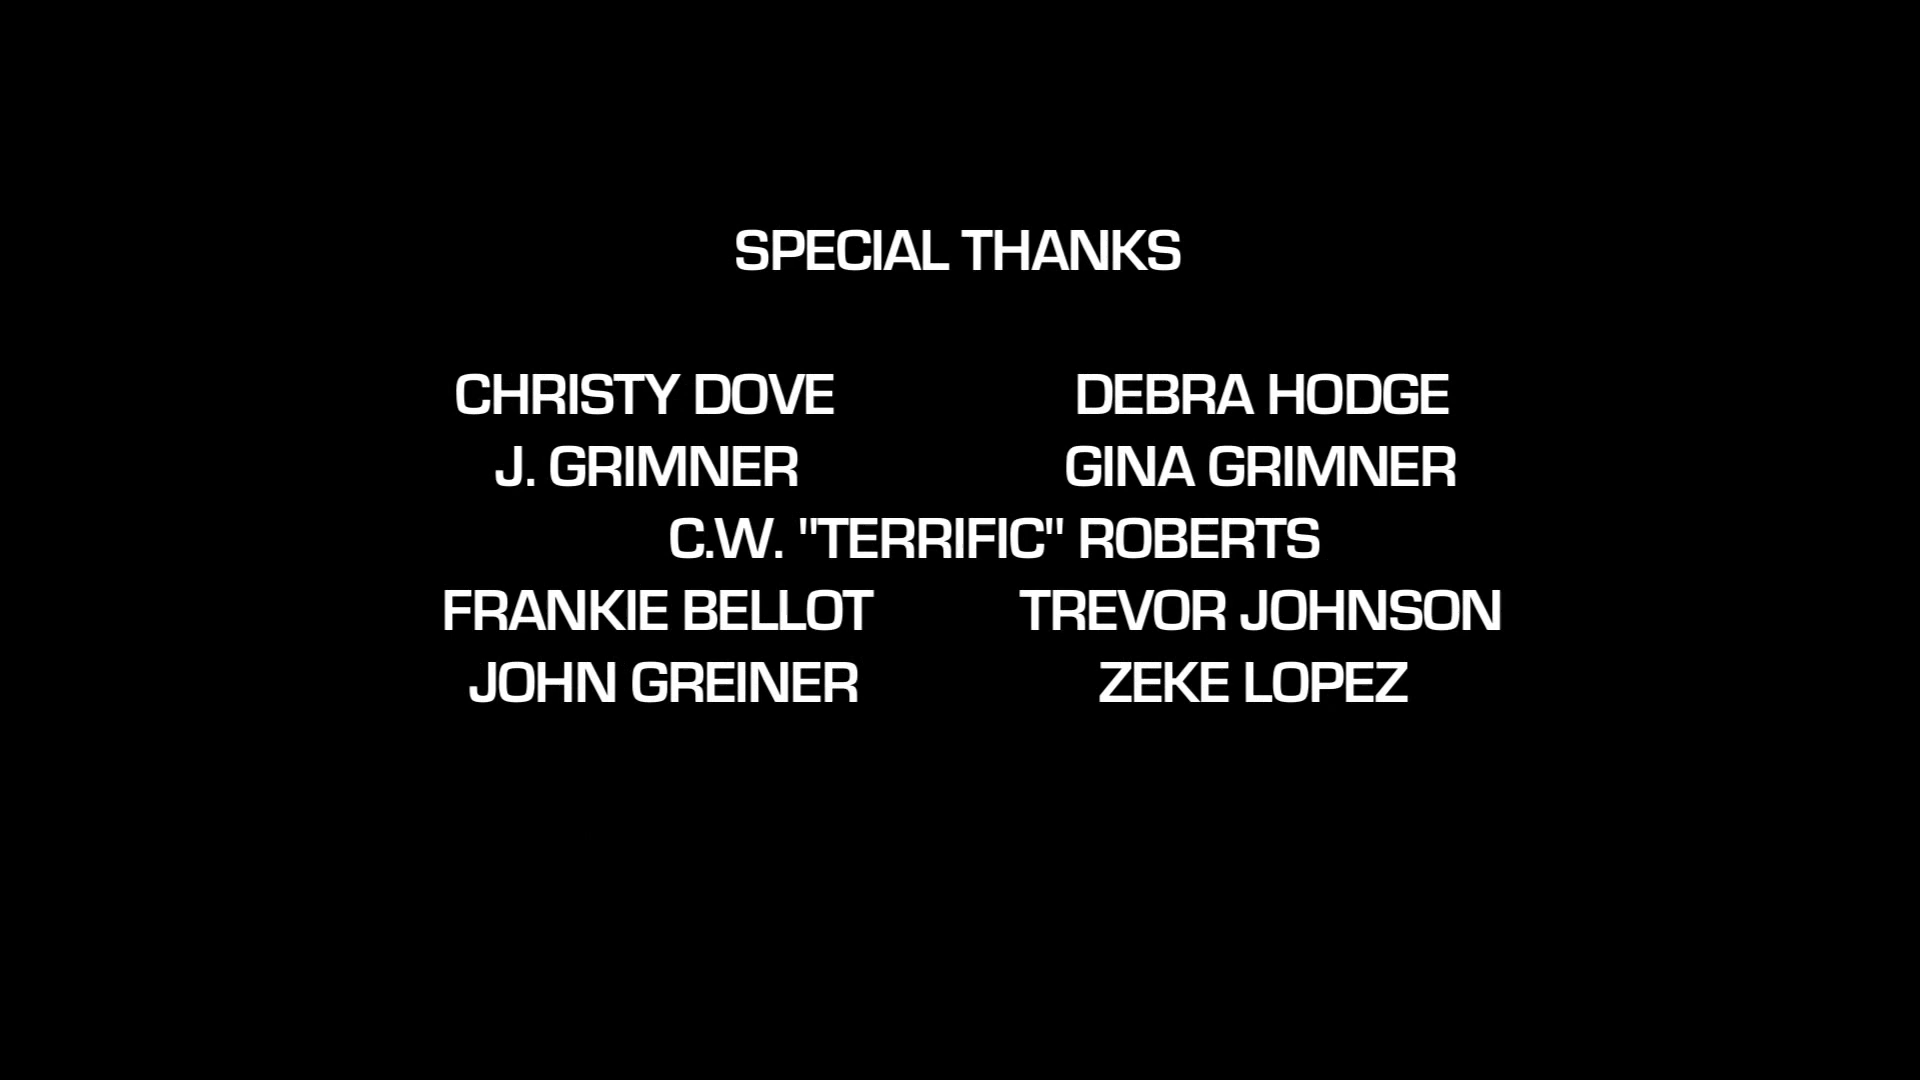 SPECIAL THANKS
CHRISTY DOVE DEBRA HODGE
J. GRIMNER GINA GRIMNER
C.W. "TERRIFIC" ROBERTS
FRANKIE BELLOT TREVOR JOHNSON
JOHN GREINER ZEKE LOPEZ